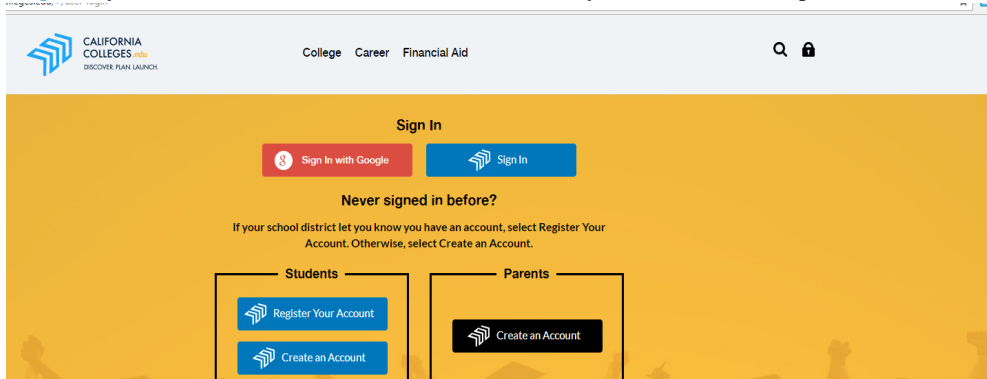 CALIFORNIA
COLLEGES.edu
DISCOVER. PLAN. LAUNCH.
College Career Financial Aid
Sign In
Sign In with Google
Sign In
Never signed in before?
If your school district let you know you have an account, select Register Your
Account. Otherwise, select Create an Account.
Students
Parents
Register Your Account
Create an Account
Create an Account